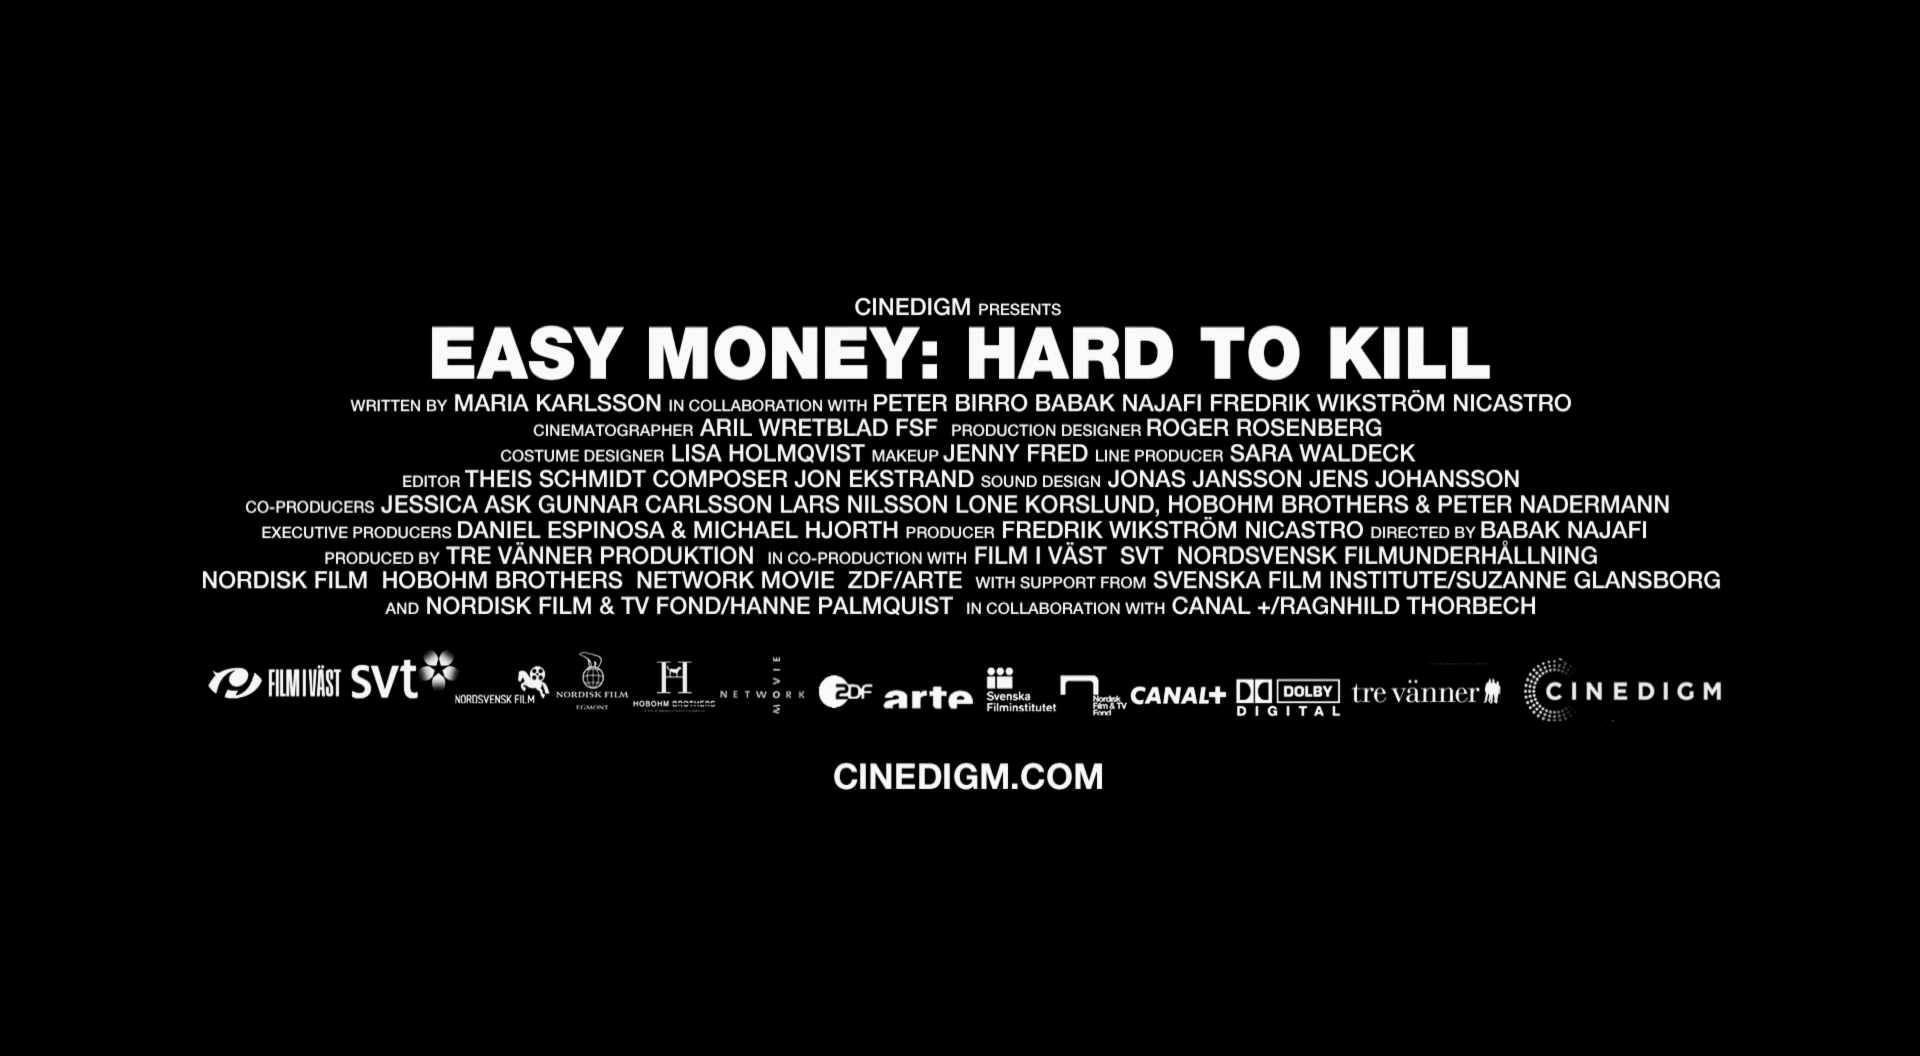 CINEDIGM PRESENTS
EASY MONEY: HARD TO KILL
WRITTEN BY MARIA KARLSSON IN COLLABORATION WITH PETER BIRRO BABAK NAJAFI FREDRIK WIKSTRÖM NICASTRO
CINEMATOGRAPHER ARIL WRETBLAD FSF PRODUCTION DESIGNER ROGER ROSENBERG
COSTUME DESIGNER LISA HOLMQVIST MAKEUP JENNY FRED LINE PRODUCER SARA WALDECK
EDITOR THEIS SCHMIDT COMPOSER JON EKSTRAND SOUND DESIGN JONAS JANSSON JENS JOHANSSON
CO-PRODUCERS JESSICA ASK GUNNAR CARLSSON LARS NILSSON LONE KORSLUND, HOBOHM BROTHERS & PETER NADERMANN
EXECUTIVE PRODUCERS DANIEL ESPINOSA & MICHAEL HJORTH PRODUCER FREDRIK WIKSTRÖM NICASTRO DIRECTED BY BABAK NAJAFI
PRODUCED BY TRE VÄNNER PRODUKTION IN CO-PRODUCTION WITH FILM I VÄST SVT NORDSVENSK FILMUNDERHÅLLNING
NORDISK FILM HOBOHM BROTHERS NETWORK MOVIE ZDF/ARTE WITH SUPPORT FROM SVENSKA FILM INSTITUTE/SUZANNE GLANSBORG
AND NORDISK FILM & TV FOND/HANNE PALMQUIST IN COLLABORATION WITH CANAL +/RAGNHILD THORBECH
FILM I VÄST
svt
NORDSVENSK FILM
NORDISK FILM
EGMONT
H
HOBOHM BROTHERS
NETWORK
MOVIE
ZDF
arte
Svenska
Filminstitutet
Nordisk
Film & TV
Fond
CANAL+
DOLBY
DIGITAL
tre vänner
CINEDIGM
CINEDIGM.COM